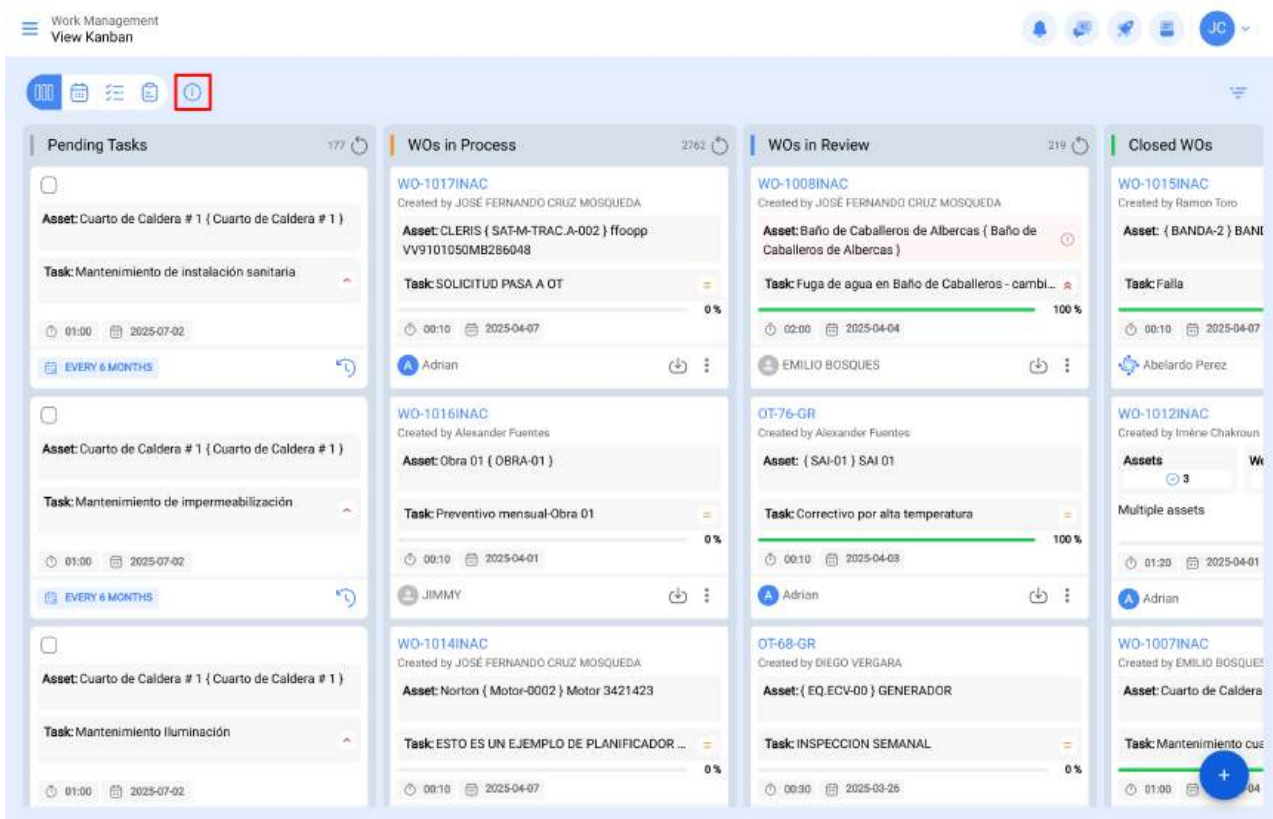 Work Management
View Kanban
JC
Pending Tasks 177
Asset: Cuarto de Caldera # 1 { Cuarto de Caldera # 1 }
Task: Mantenimiento de instalación sanitaria
01:00 2025-07-02
EVERY 6 MONTHS
Asset: Cuarto de Caldera # 1 { Cuarto de Caldera # 1 }
Task: Mantenimiento de impermeabilización
01:00 2025-07-02
EVERY 6 MONTHS
Asset: Cuarto de Caldera # 1 { Cuarto de Caldera # 1 }
Task: Mantenimiento Iluminación
01:00 2025-07-02
WOs in Process 2762
WO-1017INAC
Created by JOSÉ FERNANDO CRUZ MOSQUEDA
Asset: CLERIS { SAT-M-TRAC.A-002 } ffoopp
VV9101050MB286048
Task: SOLICITUD PASA A OT
0 %
00:10 2025-04-07
A Adrian
WO-1016INAC
Created by Alexander Fuentes
Asset: Obra 01 { OBRA-01 }
Task: Preventivo mensual-Obra 01
0 %
00:10 2025-04-01
JIMMY
WO-1014INAC
Created by JOSÉ FERNANDO CRUZ MOSQUEDA
Asset: Norton { Motor-0002 } Motor 3421423
Task: ESTO ES UN EJEMPLO DE PLANIFICADOR ...
0 %
00:10 2025-04-07
WOs in Review 219
WO-1008INAC
Created by JOSÉ FERNANDO CRUZ MOSQUEDA
Asset: Baño de Caballeros de Albercas { Baño de
Caballeros de Albercas }
Task: Fuga de agua en Baño de Caballeros - cambi...
100 %
02:00 2025-04-04
EMILIO BOSQUES
OT-76-GR
Created by Alexander Fuentes
Asset: { SAI-01 } SAI 01
Task: Correctivo por alta temperatura
100 %
00:10 2025-04-03
A Adrian
OT-68-GR
Created by DIEGO VERGARA
Asset: { EQ.ECV-00 } GENERADOR
Task: INSPECCION SEMANAL
0 %
00:30 2025-03-26
Closed WOs
WO-1015INAC
Created by Ramon Toro
Asset: { BANDA-2 } BAN
Task: Falla
00:10 2025-04-07
Abelardo Perez
WO-1012INAC
Created by Imène Chakroun
Assets Wo
3
Multiple assets
01:20 2025-04-01
A Adrian
WO-1007INAC
Created by EMILIO BOSQUES
Asset: Cuarto de Caldera
Task: Mantenimiento cua
01:00 04
+